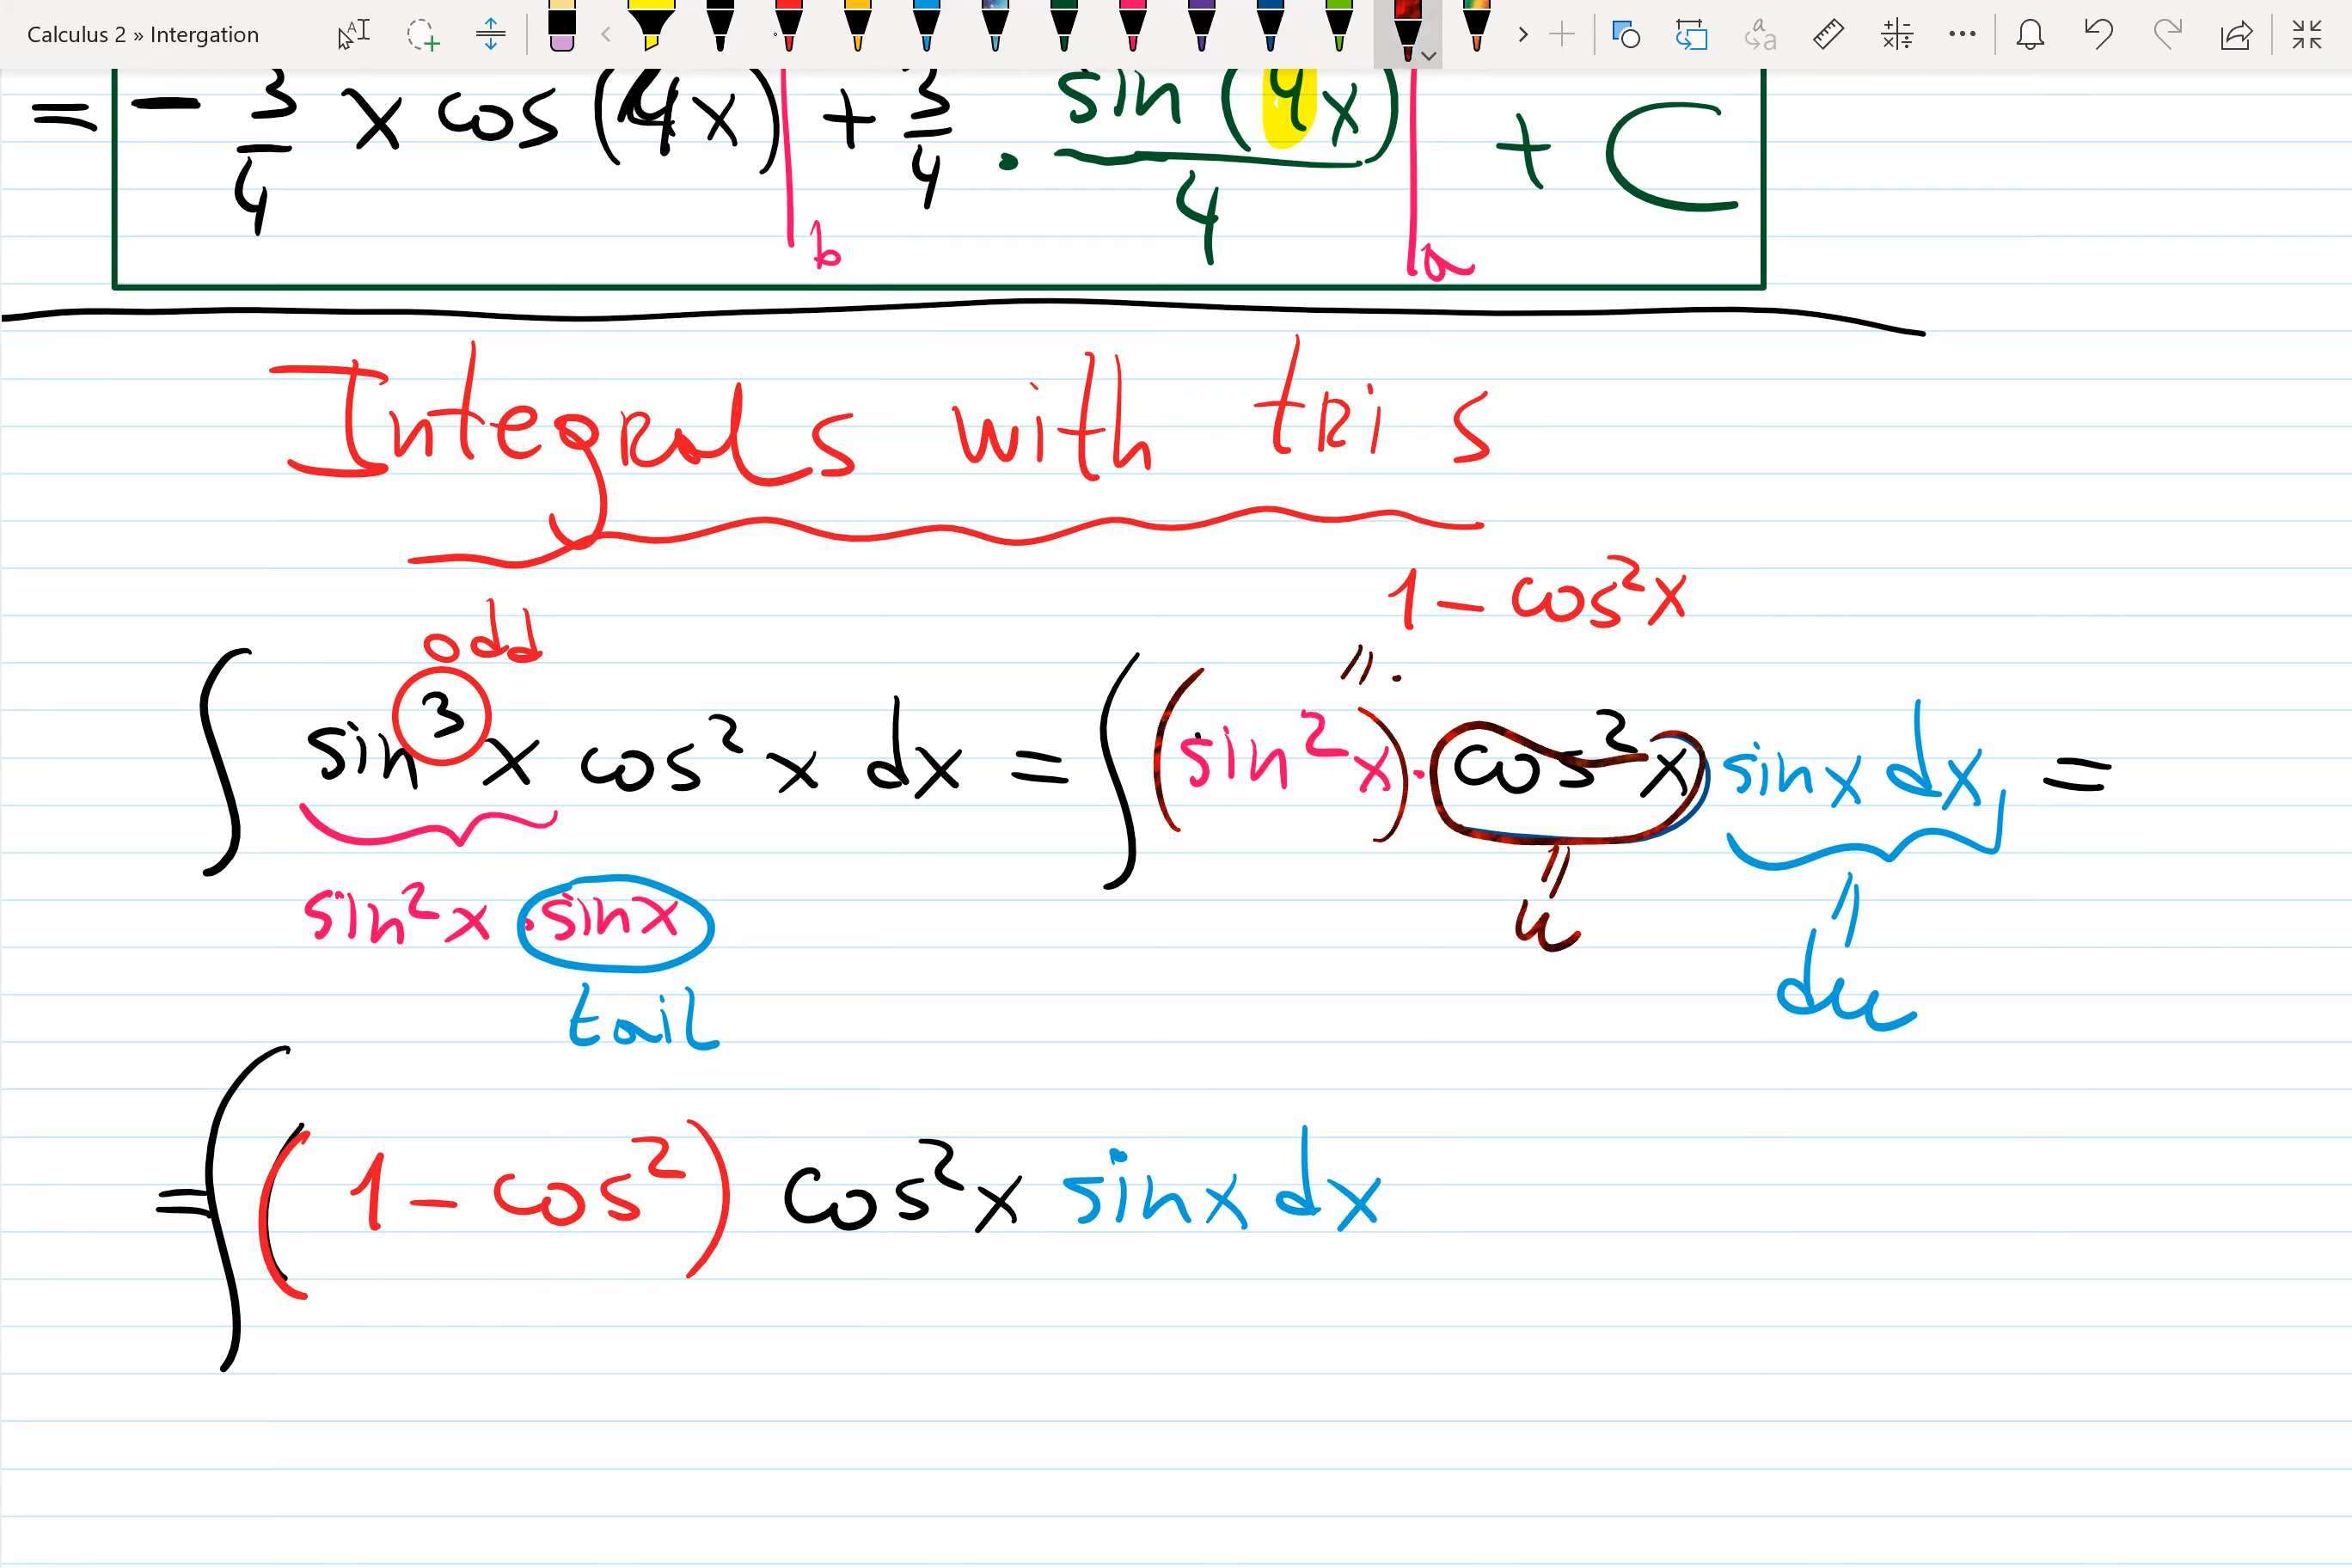 Calculus 2 » Intergation
= - 3/4 x cos (4x) |b + 3/4 · sin (4x)/4 |a + C
Integrals with tri s
1 - cos²x
odd
∫ sin³x cos²x dx = ∫ (sin²x) · cos²x sinx dx =
sin²x · sinx
u
du
tail
= ∫ (1 - cos²) cos²x sinx dx